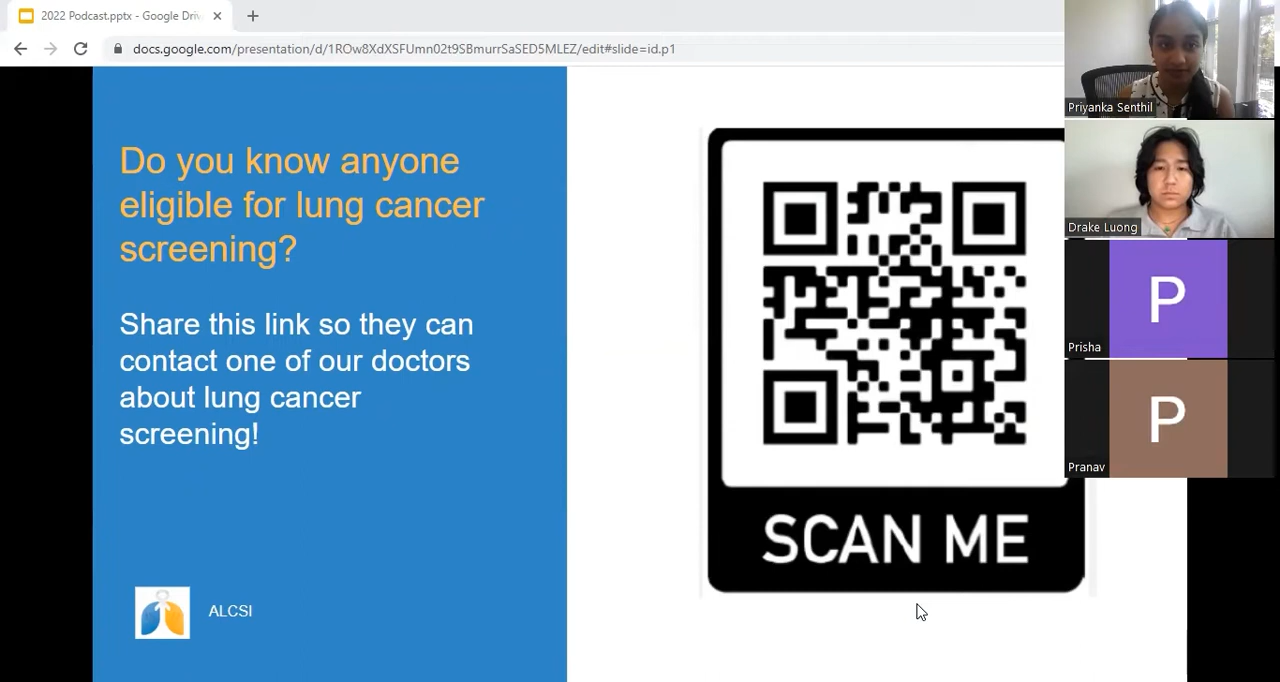 2022 Podcast.pptx - Google Driv
docs.google.com/presentation/d/1ROw8XdXSFUmn02t9SBmurrSaSED5MLEZ/edit#slide=id.p1
Do you know anyone
eligible for lung cancer
screening?
Share this link so they can
contact one of our doctors
about lung cancer
screening!
ALCSI
SCAN ME
Priyanka Senthil
Drake Luong
P
Prisha
P
Pranav